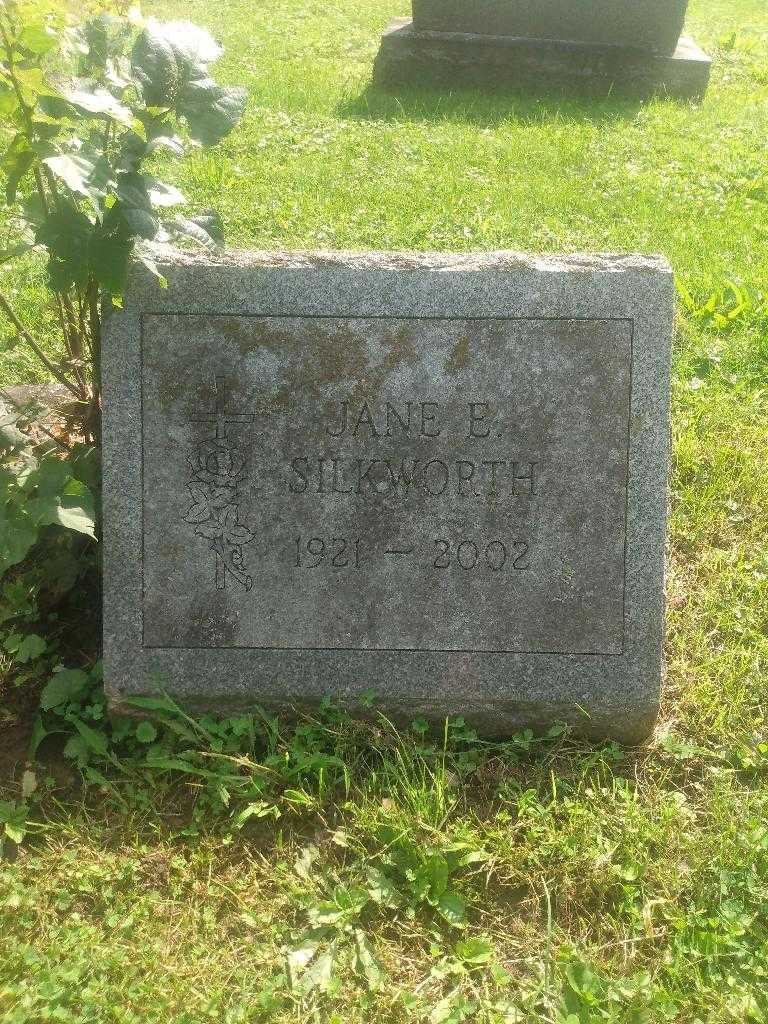 JANE E.
SILKWORTH
1921 — 2002